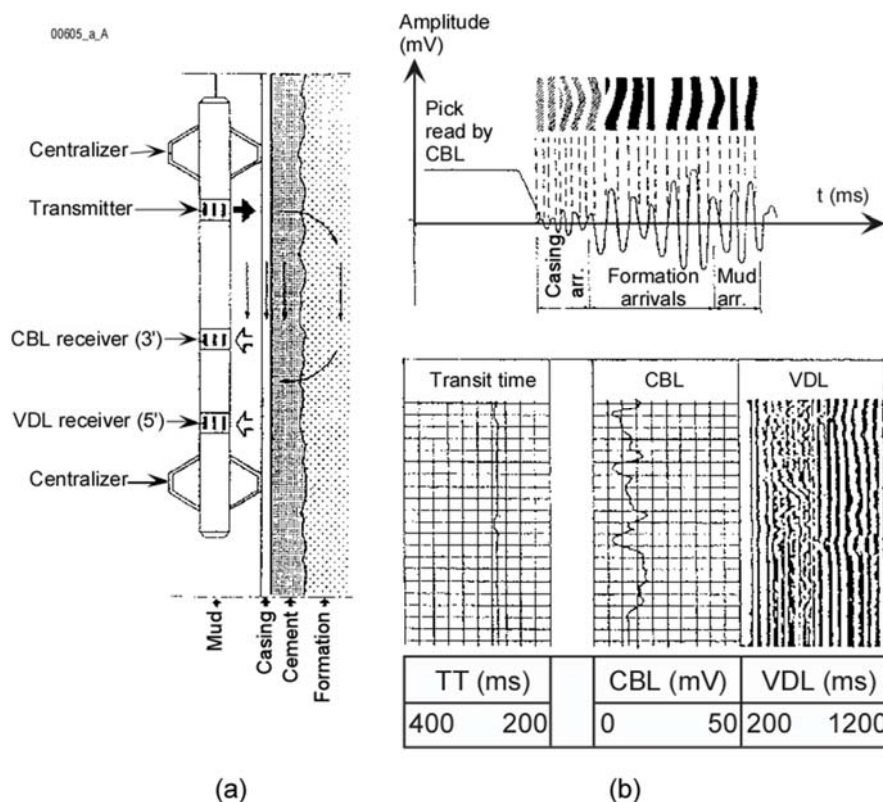 00605_a_A
Centralizer
Transmitter
CBL receiver (3')
VDL receiver (5')
Centralizer
Mud
Casing
Cement
Formation
(a)
Amplitude
(mV)
Pick
read by
CBL
t (ms)
Casing
arr.
Formation
arrivals
Mud
arr.
Transit time
CBL
VDL
TT (ms)
CBL (mV)
VDL (ms)
400 200
0 50
200 1200
(b)